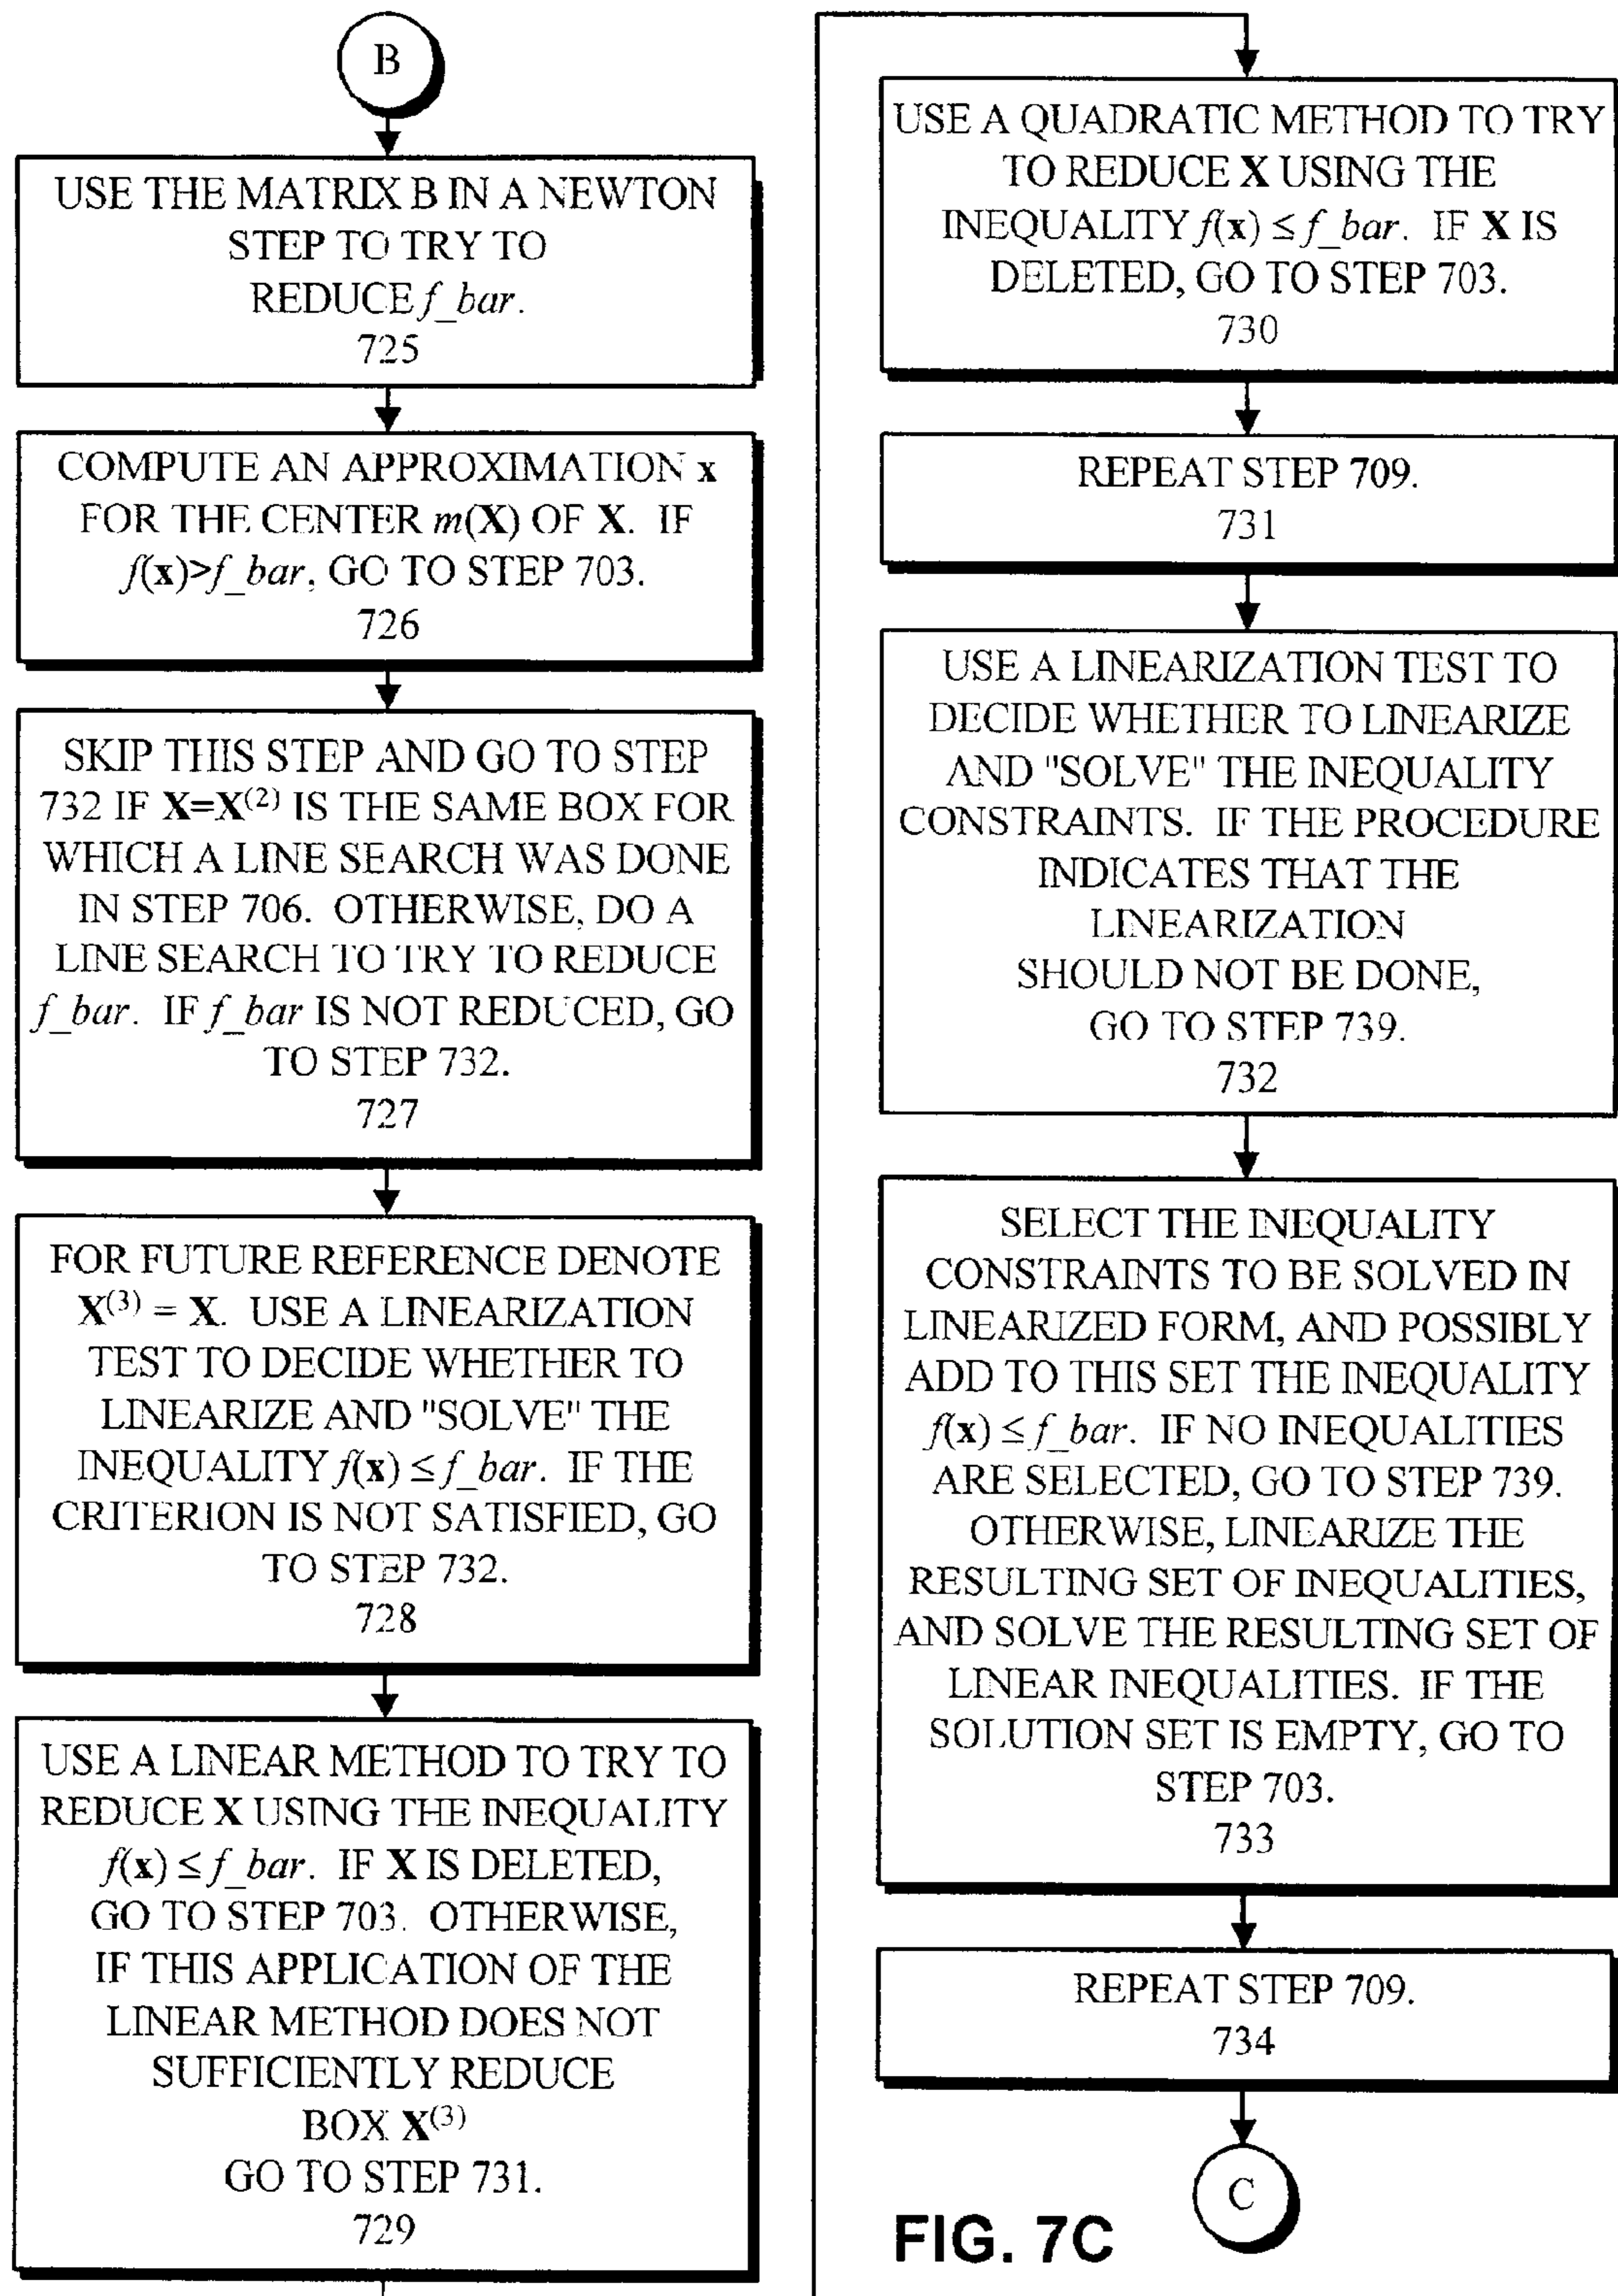 B
USE THE MATRIX B IN A NEWTON
STEP TO TRY TO
REDUCE f_bar.
725
COMPUTE AN APPROXIMATION x
FOR THE CENTER m(X) OF X. IF
f(x)>f_bar, GO TO STEP 703.
726
SKIP THIS STEP AND GO TO STEP
732 IF X=X(2) IS THE SAME BOX FOR
WHICH A LINE SEARCH WAS DONE
IN STEP 706. OTHERWISE, DO A
LINE SEARCH TO TRY TO REDUCE
f_bar. IF f_bar IS NOT REDUCED, GO
TO STEP 732.
727
FOR FUTURE REFERENCE DENOTE
X(3) = X. USE A LINEARIZATION
TEST TO DECIDE WHETHER TO
LINEARIZE AND "SOLVE" THE
INEQUALITY f(x) ≤ f_bar. IF THE
CRITERION IS NOT SATISFIED, GO
TO STEP 732.
728
USE A LINEAR METHOD TO TRY TO
REDUCE X USING THE INEQUALITY
f(x) ≤ f_bar. IF X IS DELETED,
GO TO STEP 703. OTHERWISE,
IF THIS APPLICATION OF THE
LINEAR METHOD DOES NOT
SUFFICIENTLY REDUCE
BOX X(3)
GO TO STEP 731.
729
USE A QUADRATIC METHOD TO TRY
TO REDUCE X USING THE
INEQUALITY f(x) ≤ f_bar. IF X IS
DELETED, GO TO STEP 703.
730
REPEAT STEP 709.
731
USE A LINEARIZATION TEST TO
DECIDE WHETHER TO LINEARIZE
AND "SOLVE" THE INEQUALITY
CONSTRAINTS. IF THE PROCEDURE
INDICATES THAT THE
LINEARIZATION
SHOULD NOT BE DONE,
GO TO STEP 739.
732
SELECT THE INEQUALITY
CONSTRAINTS TO BE SOLVED IN
LINEARIZED FORM, AND POSSIBLY
ADD TO THIS SET THE INEQUALITY
f(x) ≤ f_bar. IF NO INEQUALITIES
ARE SELECTED, GO TO STEP 739.
OTHERWISE, LINEARIZE THE
RESULTING SET OF INEQUALITIES,
AND SOLVE THE RESULTING SET OF
LINEAR INEQUALITIES. IF THE
SOLUTION SET IS EMPTY, GO TO
STEP 703.
733
REPEAT STEP 709.
734
C
FIG. 7C